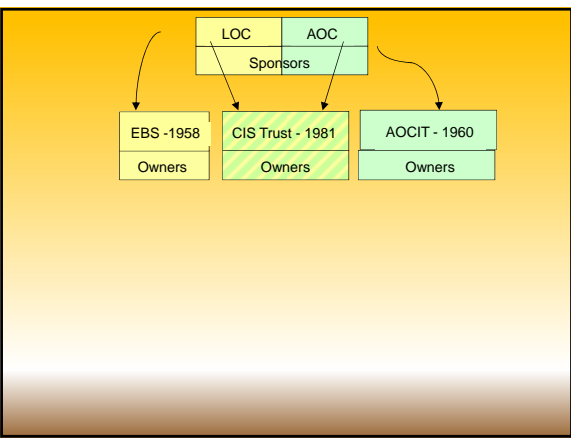 LOC AOC
Sponsors
EBS -1958 CIS Trust - 1981 AOCIT - 1960
Owners Owners Owners